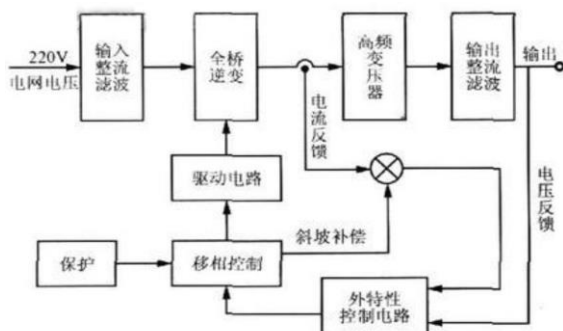 220V
电网电压
输入
整流
滤波
全桥
逆变
高频
变压器
输出
整流
滤波
输出
电流反馈
电压反馈
驱动电路
斜坡补偿
保护
移相控制
外特性
控制电路